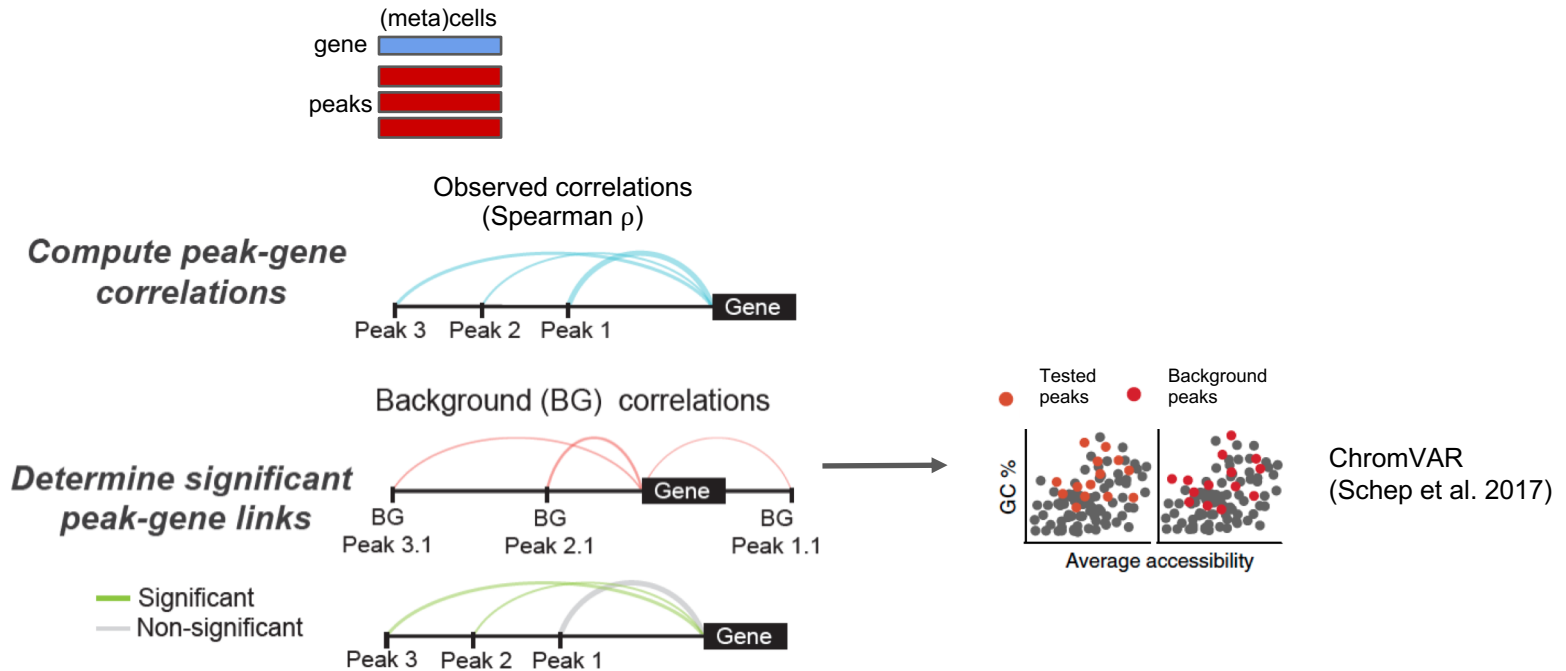 (meta)cells
gene
peaks
Observed correlations
(Spearman ρ)
Compute peak-gene
correlations
Gene
Peak 3 Peak 2 Peak 1
Background (BG) correlations
Determine significant
peak-gene links
Gene
BG BG BG
Peak 3.1 Peak 2.1 Peak 1.1
Significant
Non-significant
Gene
Peak 3 Peak 2 Peak 1
Tested
peaks
Background
peaks
GC %
Average accessibility
ChromVAR
(Schep et al. 2017)